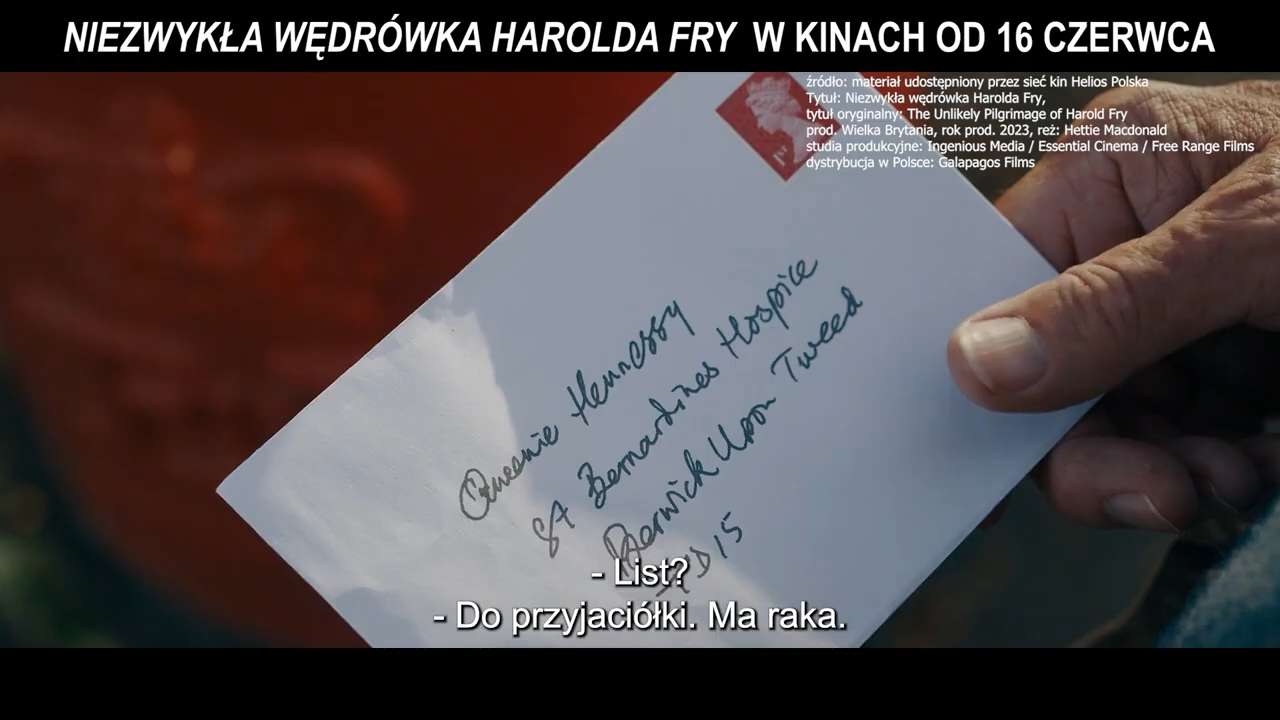 NIEZWYKŁA WĘDRÓWKA HAROLDA FRY W KINACH OD 16 CZERWCA
źródło: materiał udostępniony przez sieć kin Helios Polska
Tytuł: Niezwykła wędrówka Harolda Fry,
tytuł oryginalny: The Unlikely Pilgrimage of Harold Fry
prod. Wielka Brytania, rok prod. 2023, reż: Hettie Macdonald
studia produkcyjne: Ingenious Media / Essential Cinema / Free Range Films
dystrybucja w Polsce: Galapagos Films
Queenie Hennessy
St Bernardines Hospice
Berwick Upon Tweed
- List?
- Do przyjaciółki. Ma raka.